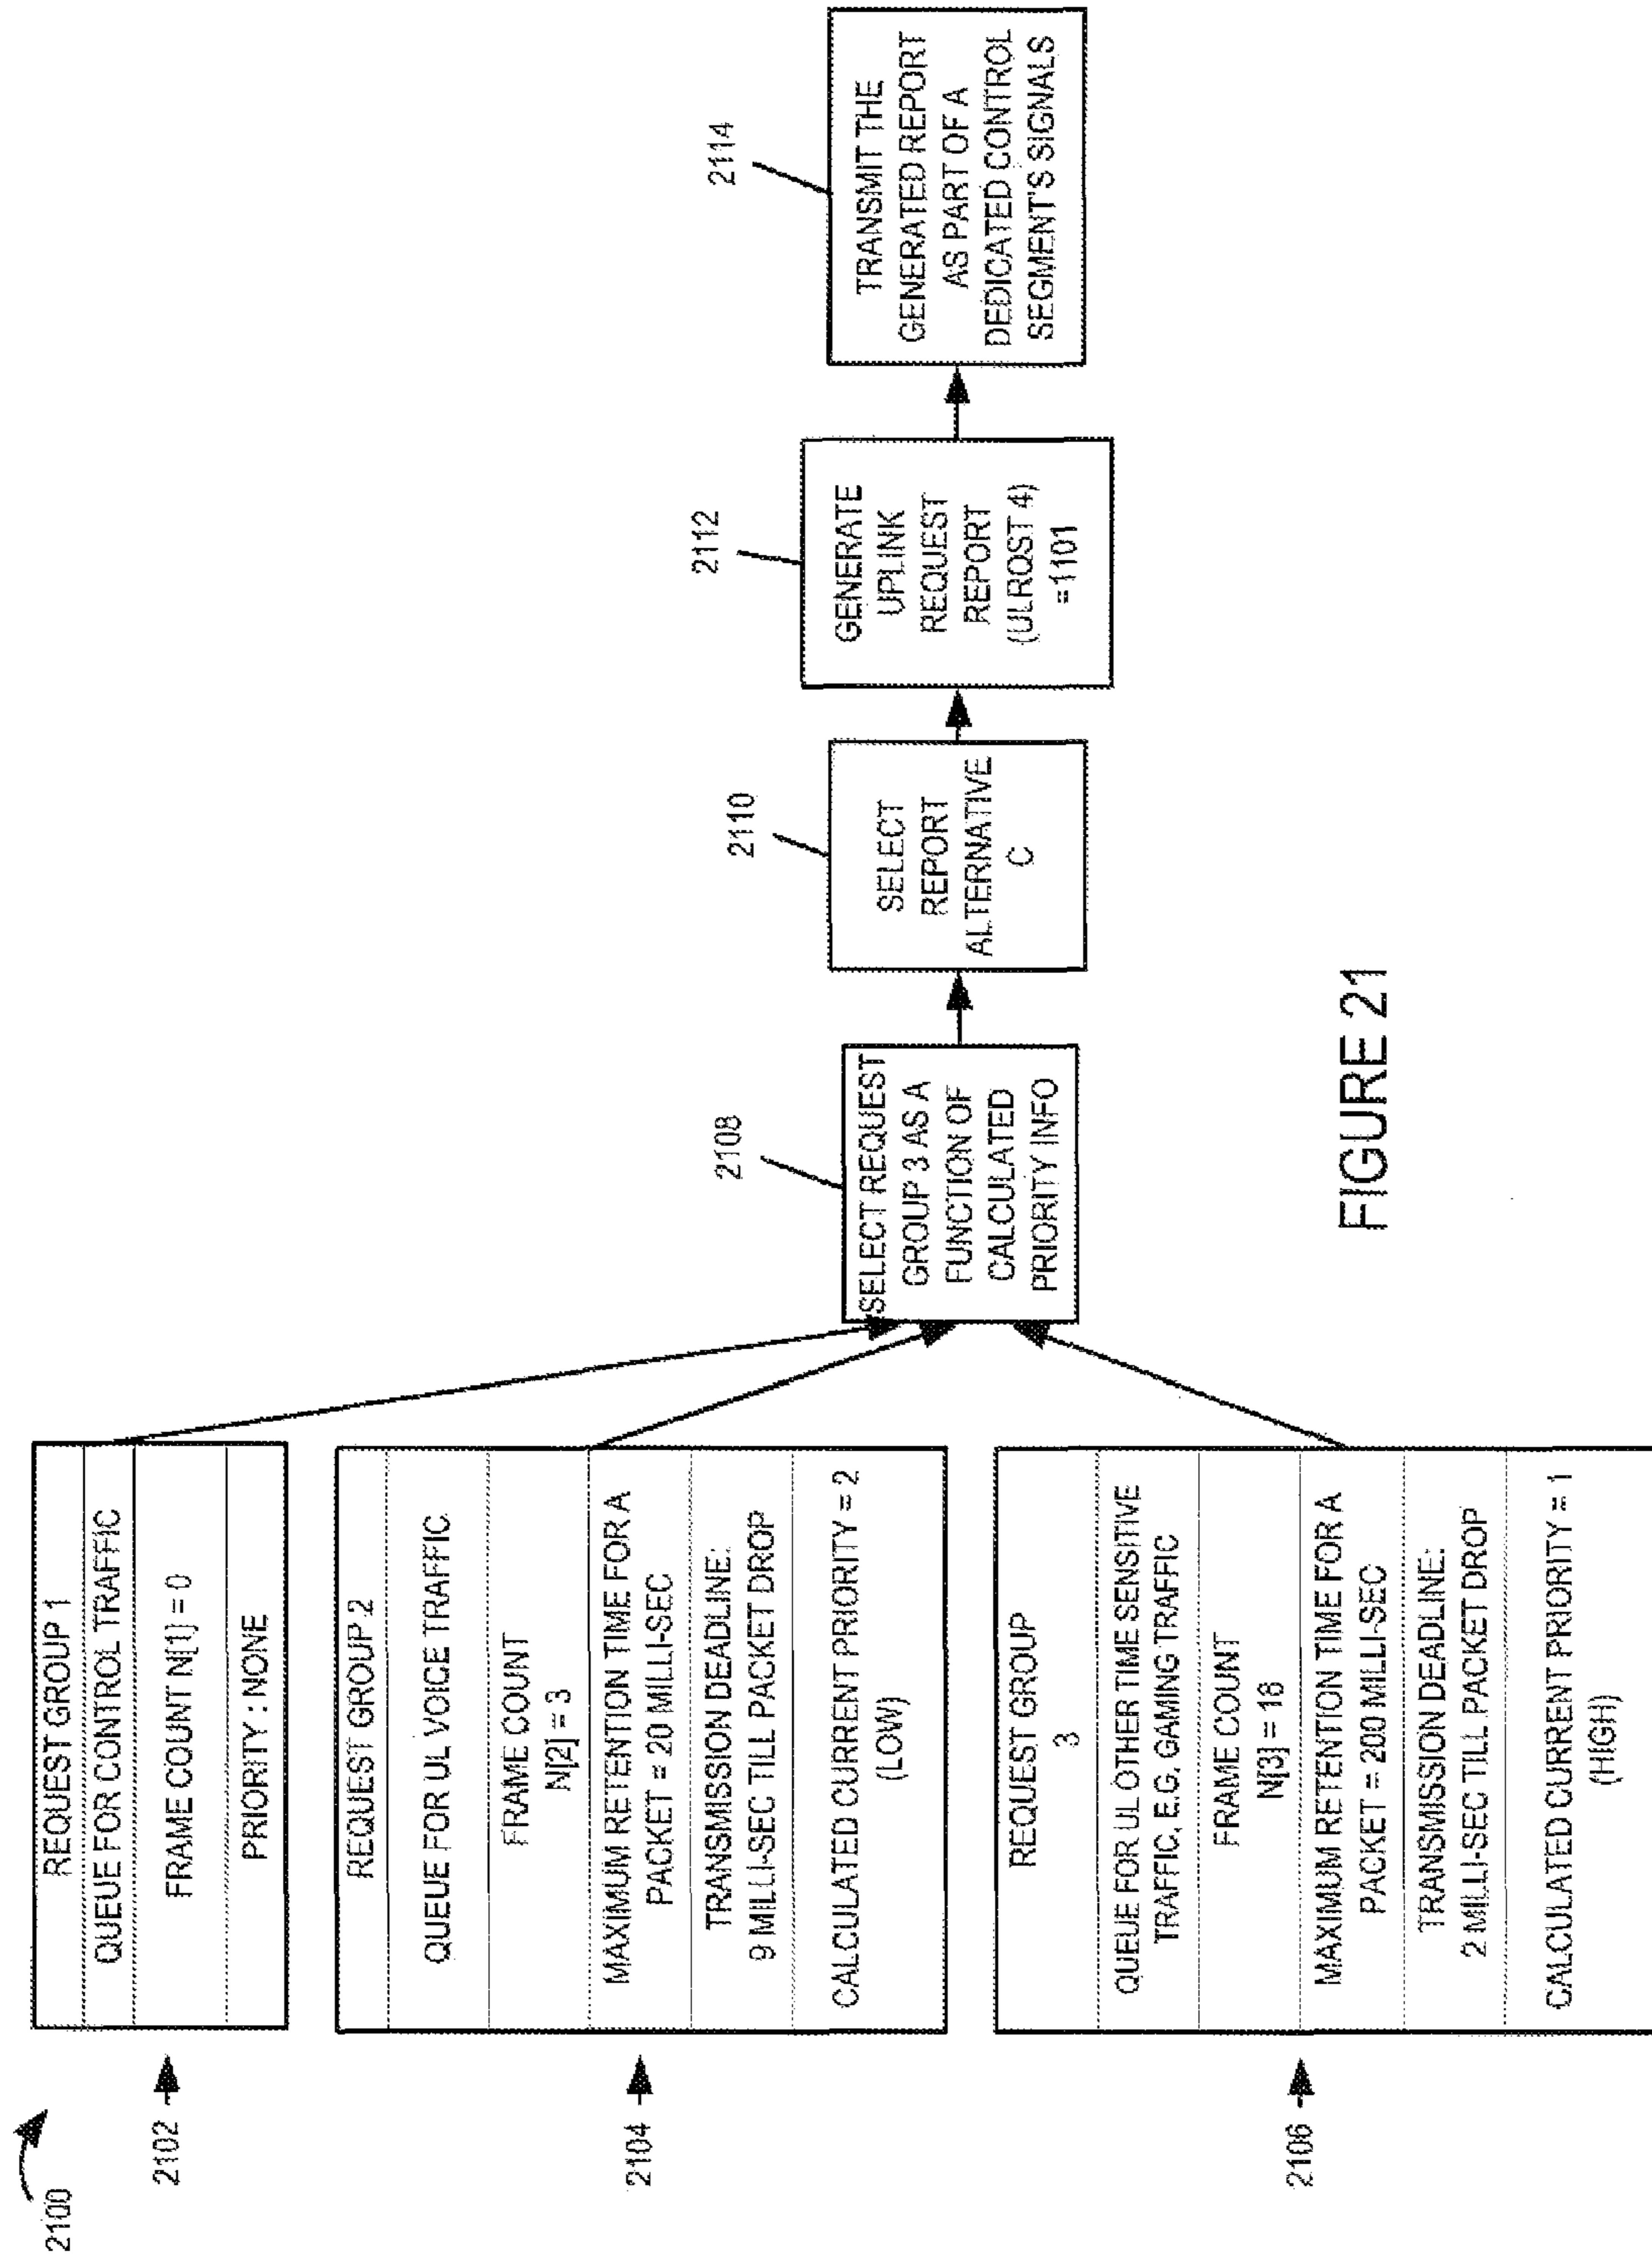 2100
2102
REQUEST GROUP 1
QUEUE FOR CONTROL TRAFFIC
FRAME COUNT N[1] = 0
PRIORITY : NONE
2104
REQUEST GROUP 2
QUEUE FOR UL VOICE TRAFFIC
FRAME COUNT
N[2] = 3
MAXIMUM RETENTION TIME FOR A
PACKET = 20 MILLI-SEC
TRANSMISSION DEADLINE:
9 MILLI-SEC TILL PACKET DROP
CALCULATED CURRENT PRIORITY = 2
(LOW)
2106
REQUEST GROUP
3
QUEUE FOR UL OTHER TIME SENSITIVE
TRAFFIC, E.G. GAMING TRAFFIC
FRAME COUNT
N[3] = 18
MAXIMUM RETENTION TIME FOR A
PACKET = 200 MILLI-SEC
TRANSMISSION DEADLINE:
2 MILLI-SEC TILL PACKET DROP
CALCULATED CURRENT PRIORITY = 1
(HIGH)
2108
SELECT REQUEST
GROUP 3 AS A
FUNCTION OF
CALCULATED
PRIORITY INFO
2110
SELECT
REPORT
ALTERNATIVE
C
2112
GENERATE
UPLINK
REQUEST
REPORT
(ULRQST 4)
=1101
2114
TRANSMIT THE
GENERATED REPORT
AS PART OF A
DEDICATED CONTROL
SEGMENT'S SIGNALS
FIGURE 21